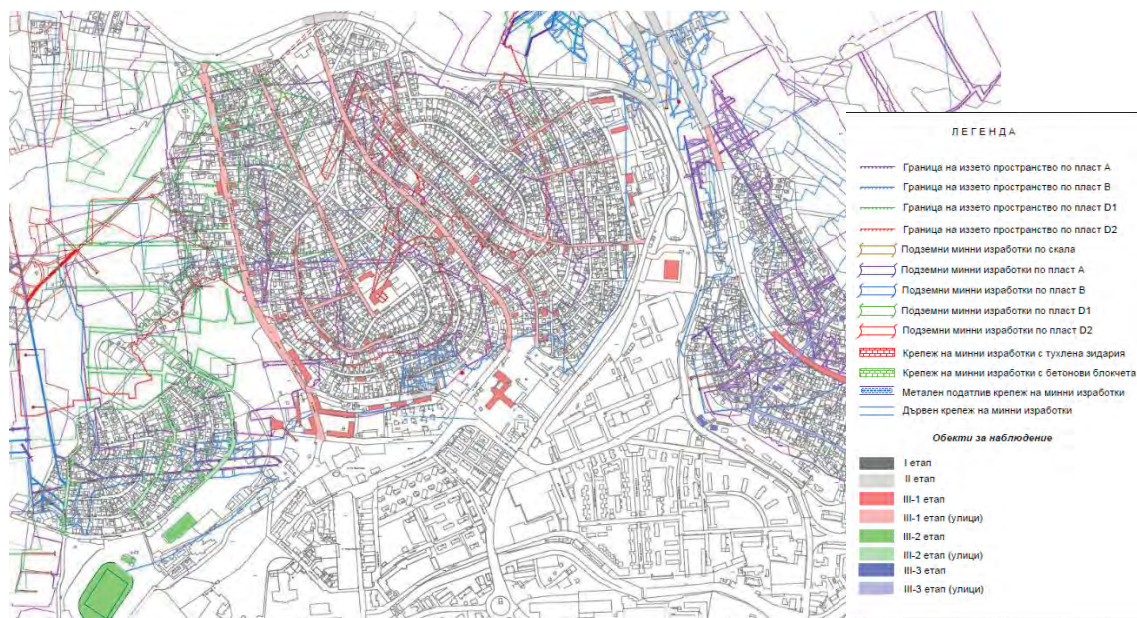 ЛЕГЕНДА
Граница на иззето пространство по пласт А
Граница на иззето пространство по пласт В
Граница на иззето пространство по пласт D1
Граница на иззето пространство по пласт D2
Подземни минни изработки по скала
Подземни минни изработки по пласт А
Подземни минни изработки по пласт В
Подземни минни изработки по пласт D1
Подземни минни изработки по пласт D2
Крепеж на минни изработки с тухлена зидария
Крепеж на минни изработки с бетонови блокчета
Метален податлив крепеж на минни изработки
Дървен крепеж на минни изработки
Обекти за наблюдение
I етап
II етап
III-1 етап
III-1 етап (улици)
III-2 етап
III-2 етап (улици)
III-3 етап
III-3 етап (улици)